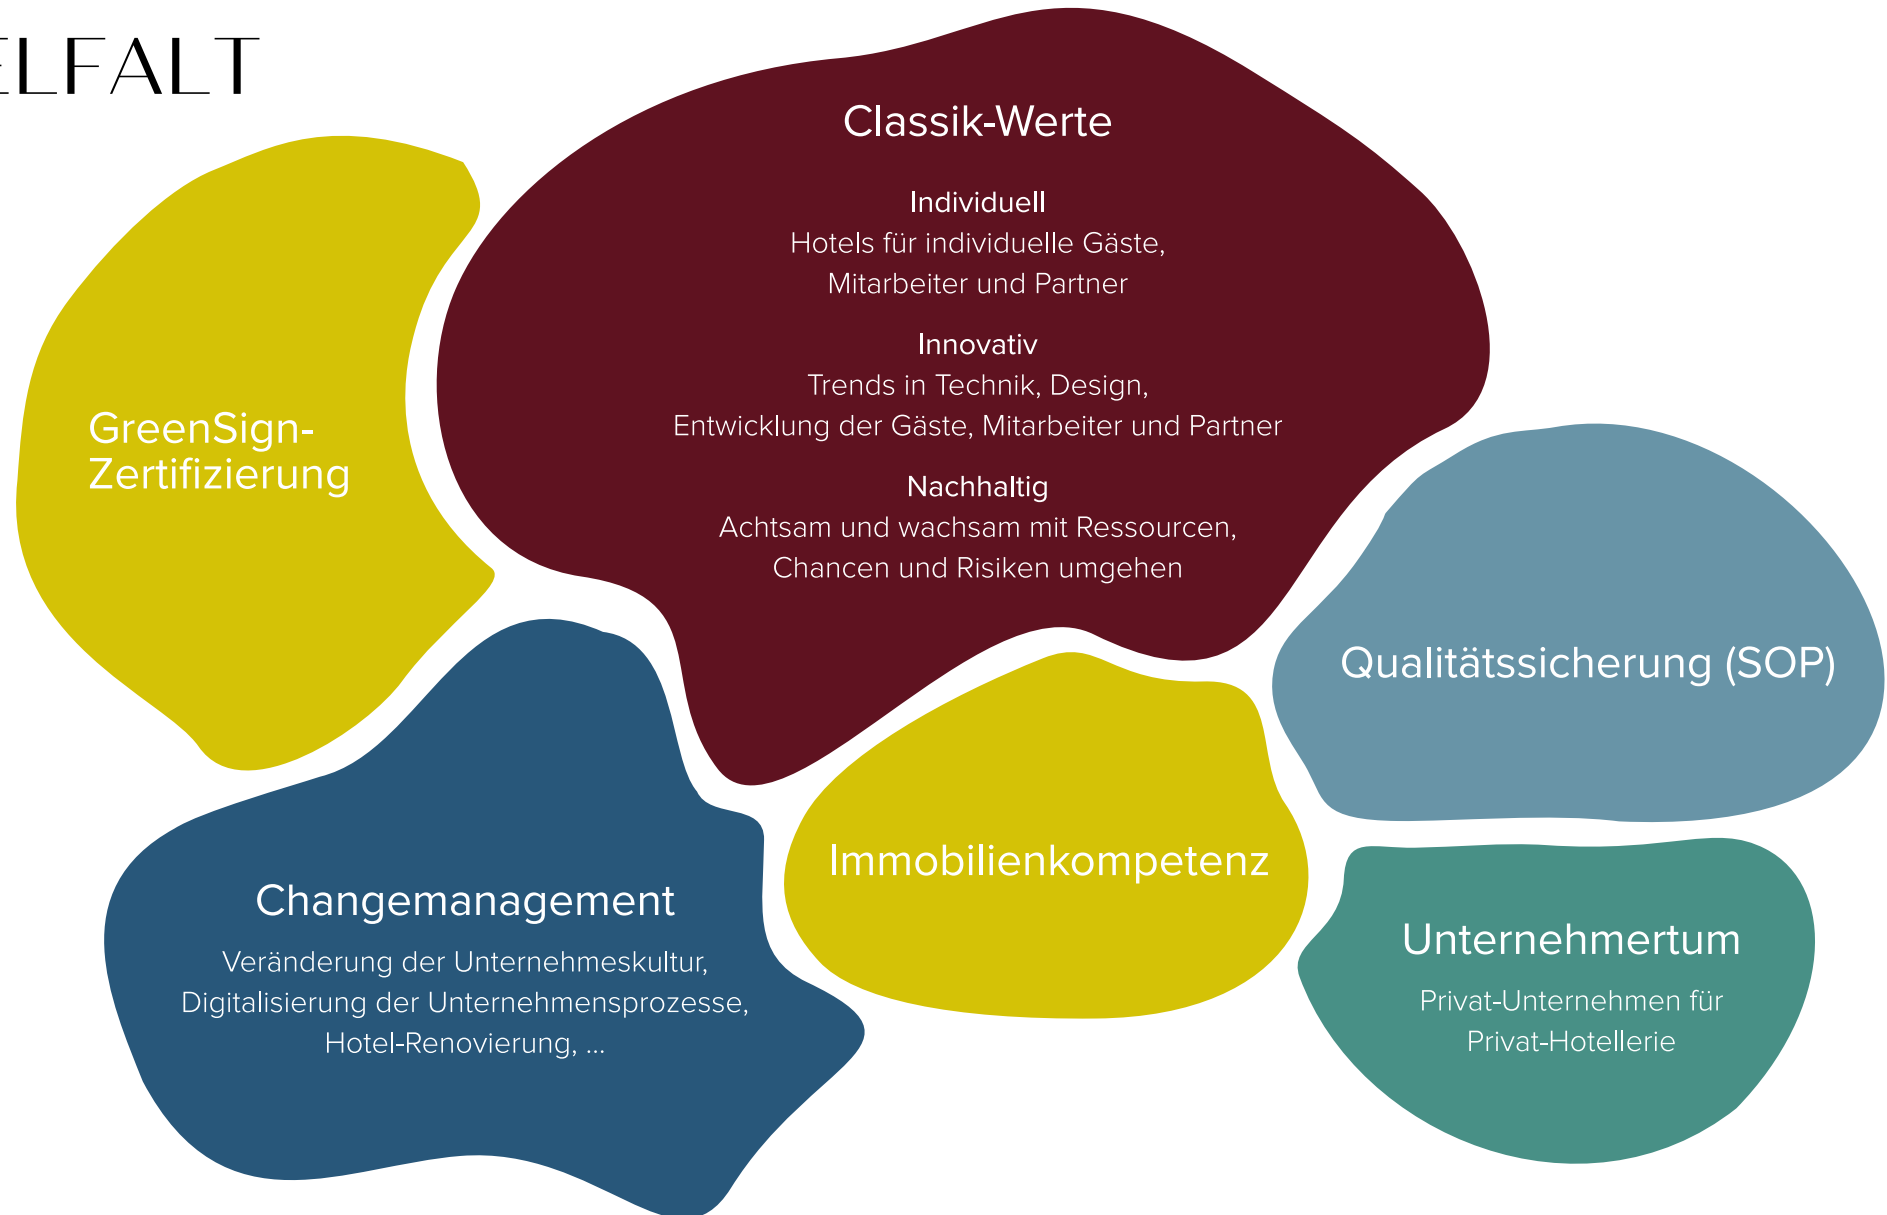 ELFALT
Classik-Werte
Individuell
Hotels für individuelle Gäste,
Mitarbeiter und Partner
Innovativ
Trends in Technik, Design,
Entwicklung der Gäste, Mitarbeiter und Partner
Nachhaltig
Achtsam und wachsam mit Ressourcen,
Chancen und Risiken umgehen
GreenSign-
Zertifizierung
Qualitätssicherung (SOP)
Immobilienkompetenz
Changemanagement
Veränderung der Unternehmeskultur,
Digitalisierung der Unternehmensprozesse,
Hotel-Renovierung, ...
Unternehmertum
Privat-Unternehmen für
Privat-Hotellerie